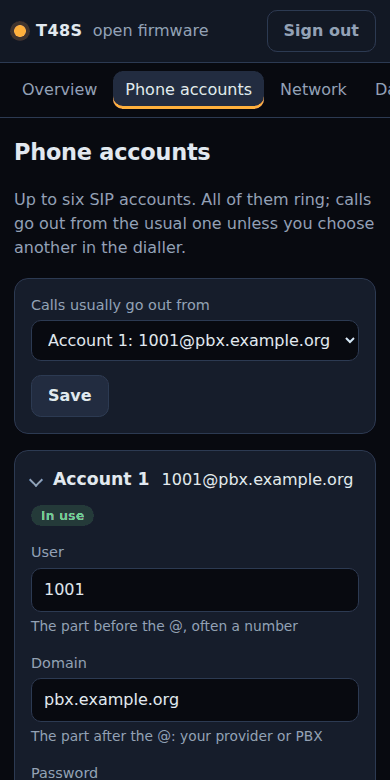 T48S open firmware Sign out
Overview Phone accounts Network
Phone accounts
Up to six SIP accounts. All of them ring; calls
go out from the usual one unless you choose
another in the dialler.
Calls usually go out from
Account 1: 1001@pbx.example.org
Save
Account 1 1001@pbx.example.org
In use
User
1001
The part before the @, often a number
Domain
pbx.example.org
The part after the @: your provider or PBX
Password